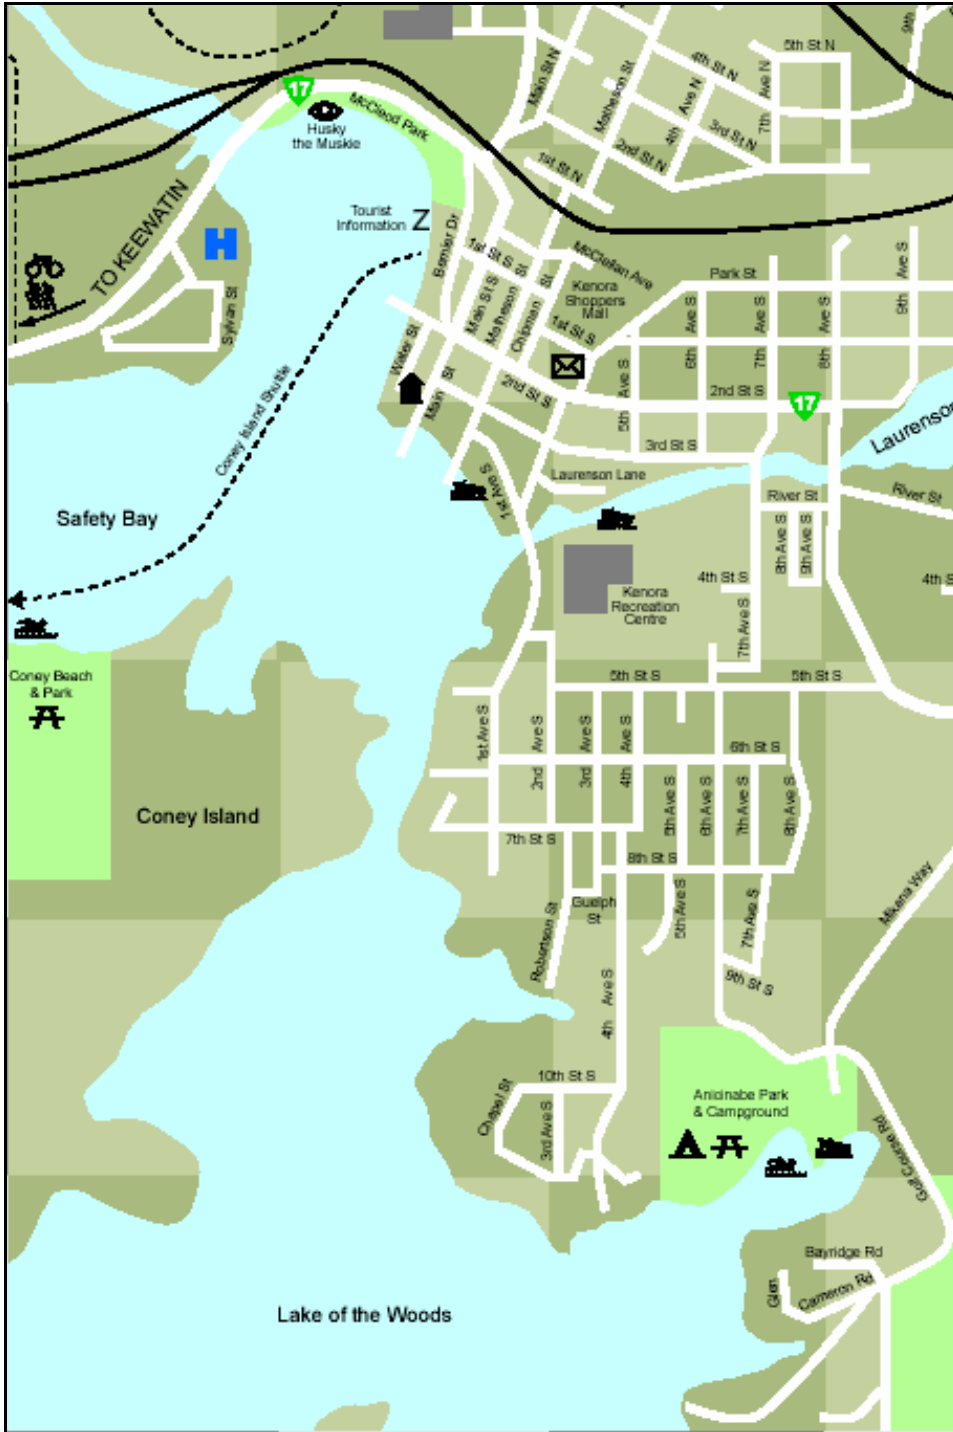 5th St N
9th
4th St N
Main St N
Matheson St
Ave N
4th
7th Ave N
3rd St N
2nd St N
1st St N
17
McCleod Park
Husky
the Muskie
TO KEEWATIN
H
Sylvan St
Tourist
Information
Z
Bernier Dr
1st St S
Main St S
Matheson St
Chipman St
McClellan Ave
Kenora
Shoppers
Mall
1st St S
Park St
6th Ave S
7th Ave S
8th Ave S
9th Ave S
Water St
Main St
2nd St S
5th Ave S
2nd St S
17
3rd St S
Laurenson
Coney Island Shuttle
1st Ave S
Laurenson Lane
River St
River St
Safety Bay
8th Ave S
9th Ave S
4th St S
4th S
Kenora
Recreation
Centre
7th Ave S
Coney Beach
& Park
5th St S
5th St S
1st Ave S
2nd Ave S
3rd Ave S
4th Ave S
6th St S
Coney Island
5th Ave S
6th Ave S
7th Ave S
8th Ave S
7th St S
8th St S
Mikana Way
Guelph
St
Robertson St
5th Ave S
7th Ave S
9th St S
4th Ave S
10th St S
Chapel St
3rd Ave S
Anicinabe Park
& Campground
Golf Course Rd
Bayridge Rd
Glen
Cameron Rd
Lake of the Woods